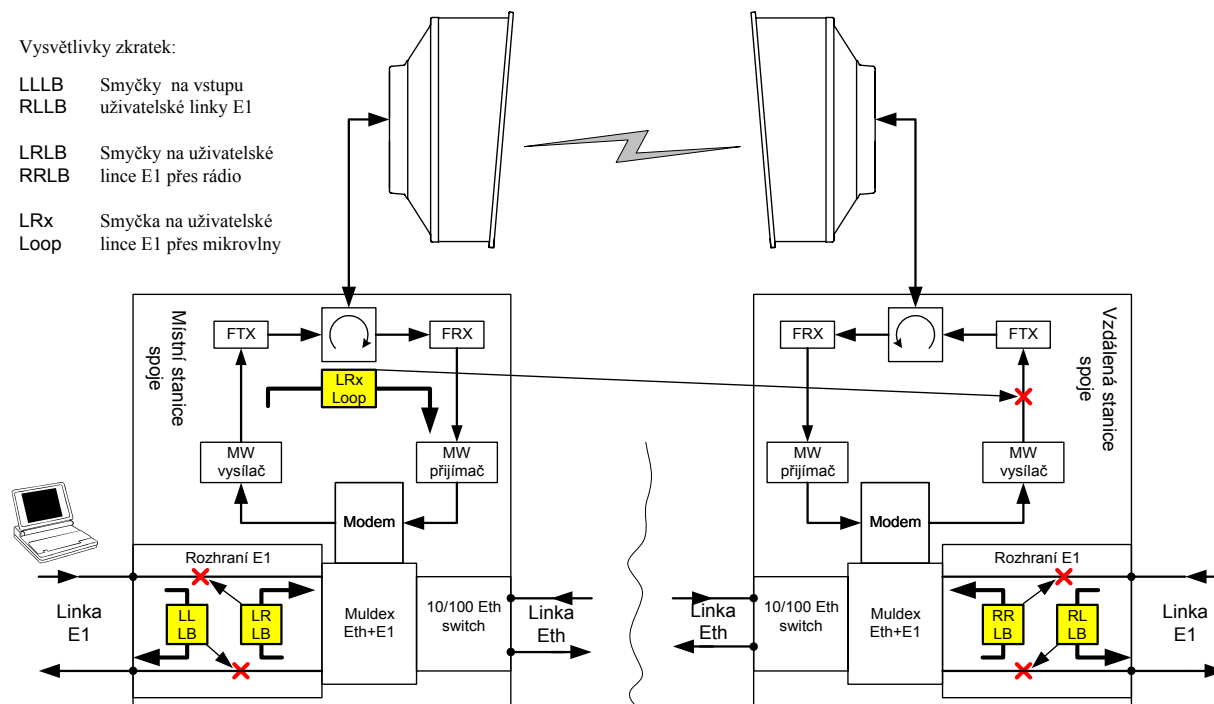 Vysvětlivky zkratek:
LLLB Smyčky na vstupu
RLLB uživatelské linky E1
LRLB Smyčky na uživatelské
RRLB lince E1 přes rádio
LRx Smyčka na uživatelské
Loop lince E1 přes mikrovlny
Místní stanice
spoje
FTX
FRX
LRx
Loop
MW
vysílač
MW
přijímač
Modem
Rozhraní E1
Linka
E1
LL
LB
LR
LB
Muldex
Eth+E1
10/100 Eth
switch
Linka
Eth
Vzdálená stanice
spoje
FRX
FTX
MW
přijímač
MW
vysílač
Modem
Rozhraní E1
Linka
Eth
10/100 Eth
switch
Muldex
Eth+E1
RR
LB
RL
LB
Linka
E1